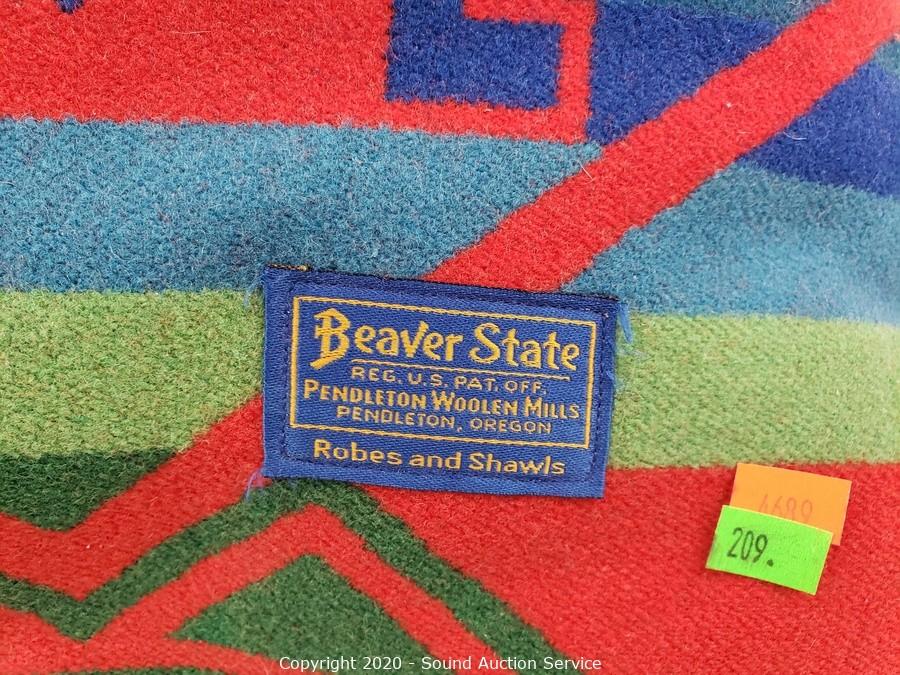 Beaver State
REG. U.S. PAT. OFF.
PENDLETON WOOLEN MILLS
PENDLETON, OREGON
Robes and Shawls
209.
Copyright 2020 - Sound Auction Service